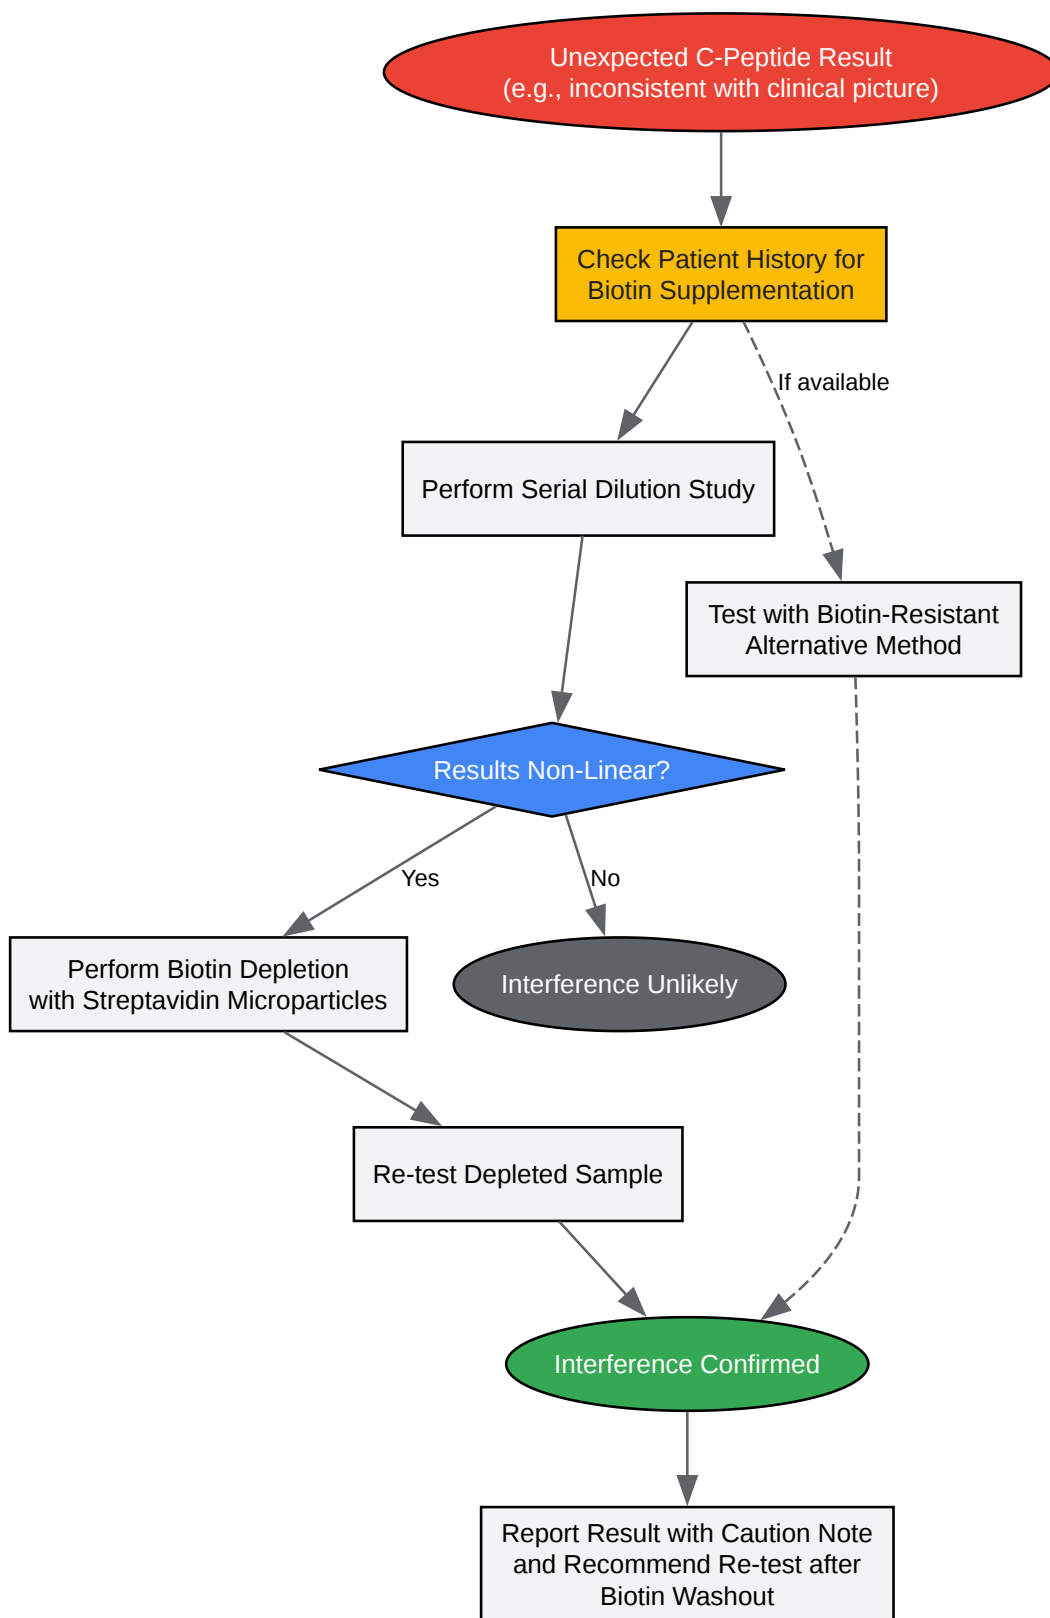 Unexpected C-Peptide Result
(e.g., inconsistent with clinical picture)
Check Patient History for
Biotin Supplementation
If available
Perform Serial Dilution Study
Test with Biotin-Resistant
Alternative Method
Results Non-Linear?
Yes
No
Perform Biotin Depletion
with Streptavidin Microparticles
Interference Unlikely
Re-test Depleted Sample
Interference Confirmed
Report Result with Caution Note
and Recommend Re-test after
Biotin Washout